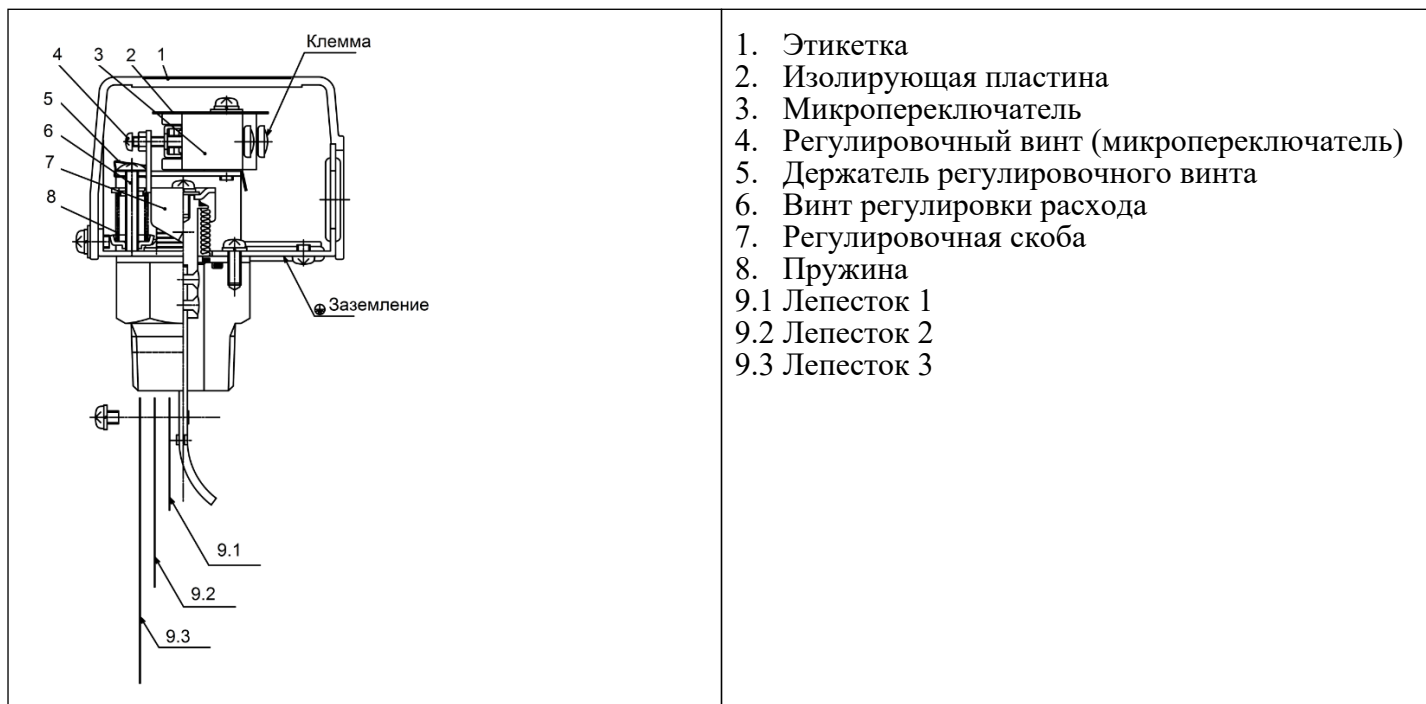 Клемма
4 3 2 1
5
6
7
8
Заземление
9.1
9.2
9.3
1. Этикетка
2. Изолирующая пластина
3. Микропереключатель
4. Регулировочный винт (микропереключатель)
5. Держатель регулировочного винта
6. Винт регулировки расхода
7. Регулировочная скоба
8. Пружина
9.1 Лепесток 1
9.2 Лепесток 2
9.3 Лепесток 3